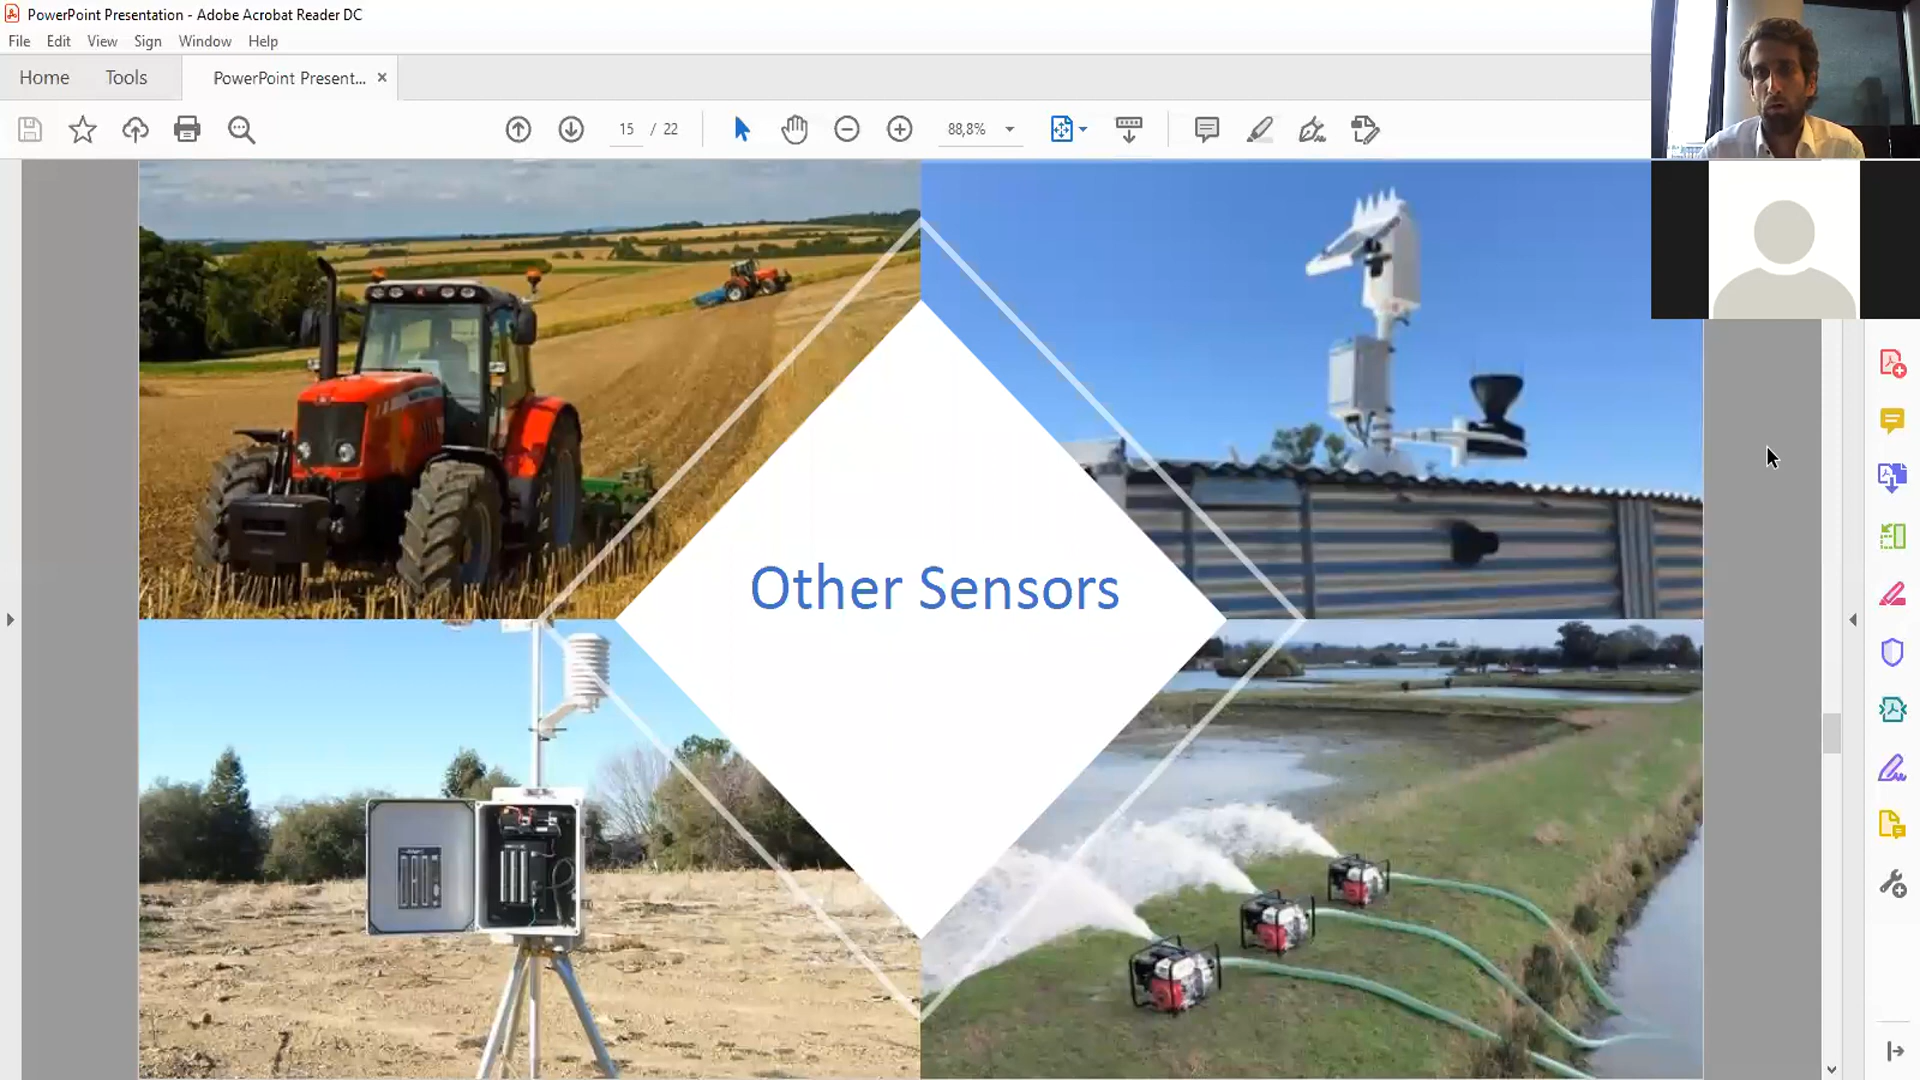 PowerPoint Presentation - Adobe Acrobat Reader DC
File Edit View Sign Window Help
Home Tools PowerPoint Present... ×
15 / 22 88,8%
Other Sensors